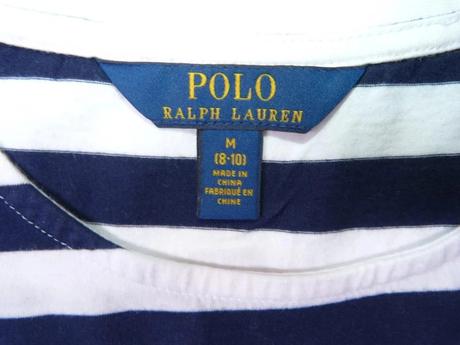 POLO
RALPH LAUREN
M
(8-10)
MADE IN
CHINA
FABRIQUÉ EN
CHINE